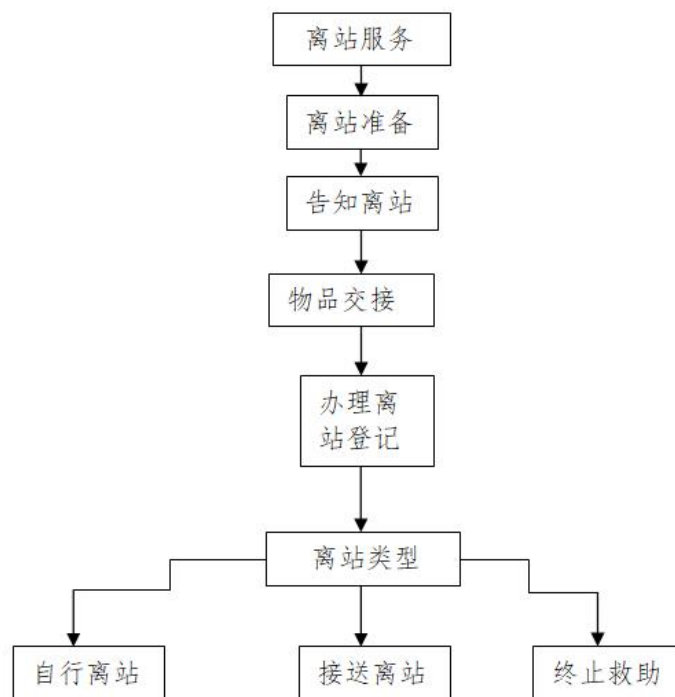 离站服务
离站准备
告知离站
物品交接
办理离
站登记
离站类型
自行离站
接送离站
终止救助